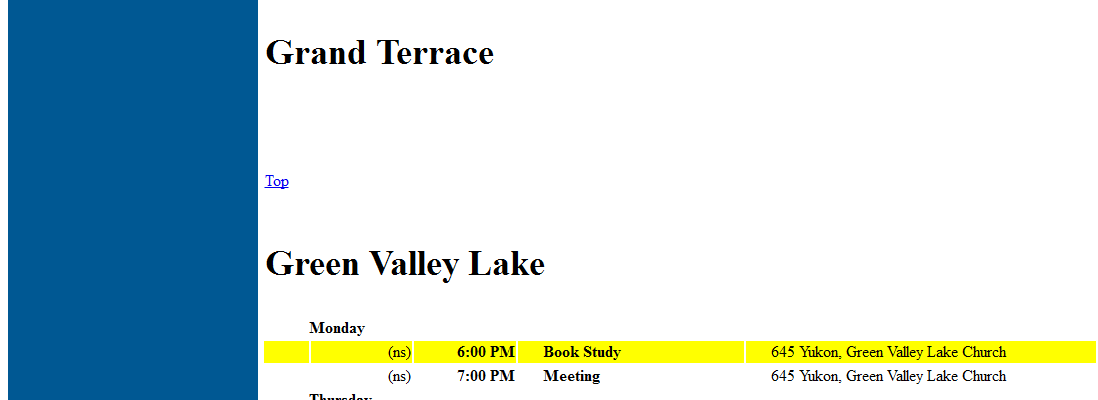 Grand Terrace
Top
Green Valley Lake
Monday
(ns) 6:00 PM Book Study 645 Yukon, Green Valley Lake Church
(ns) 7:00 PM Meeting 645 Yukon, Green Valley Lake Church
Thursday